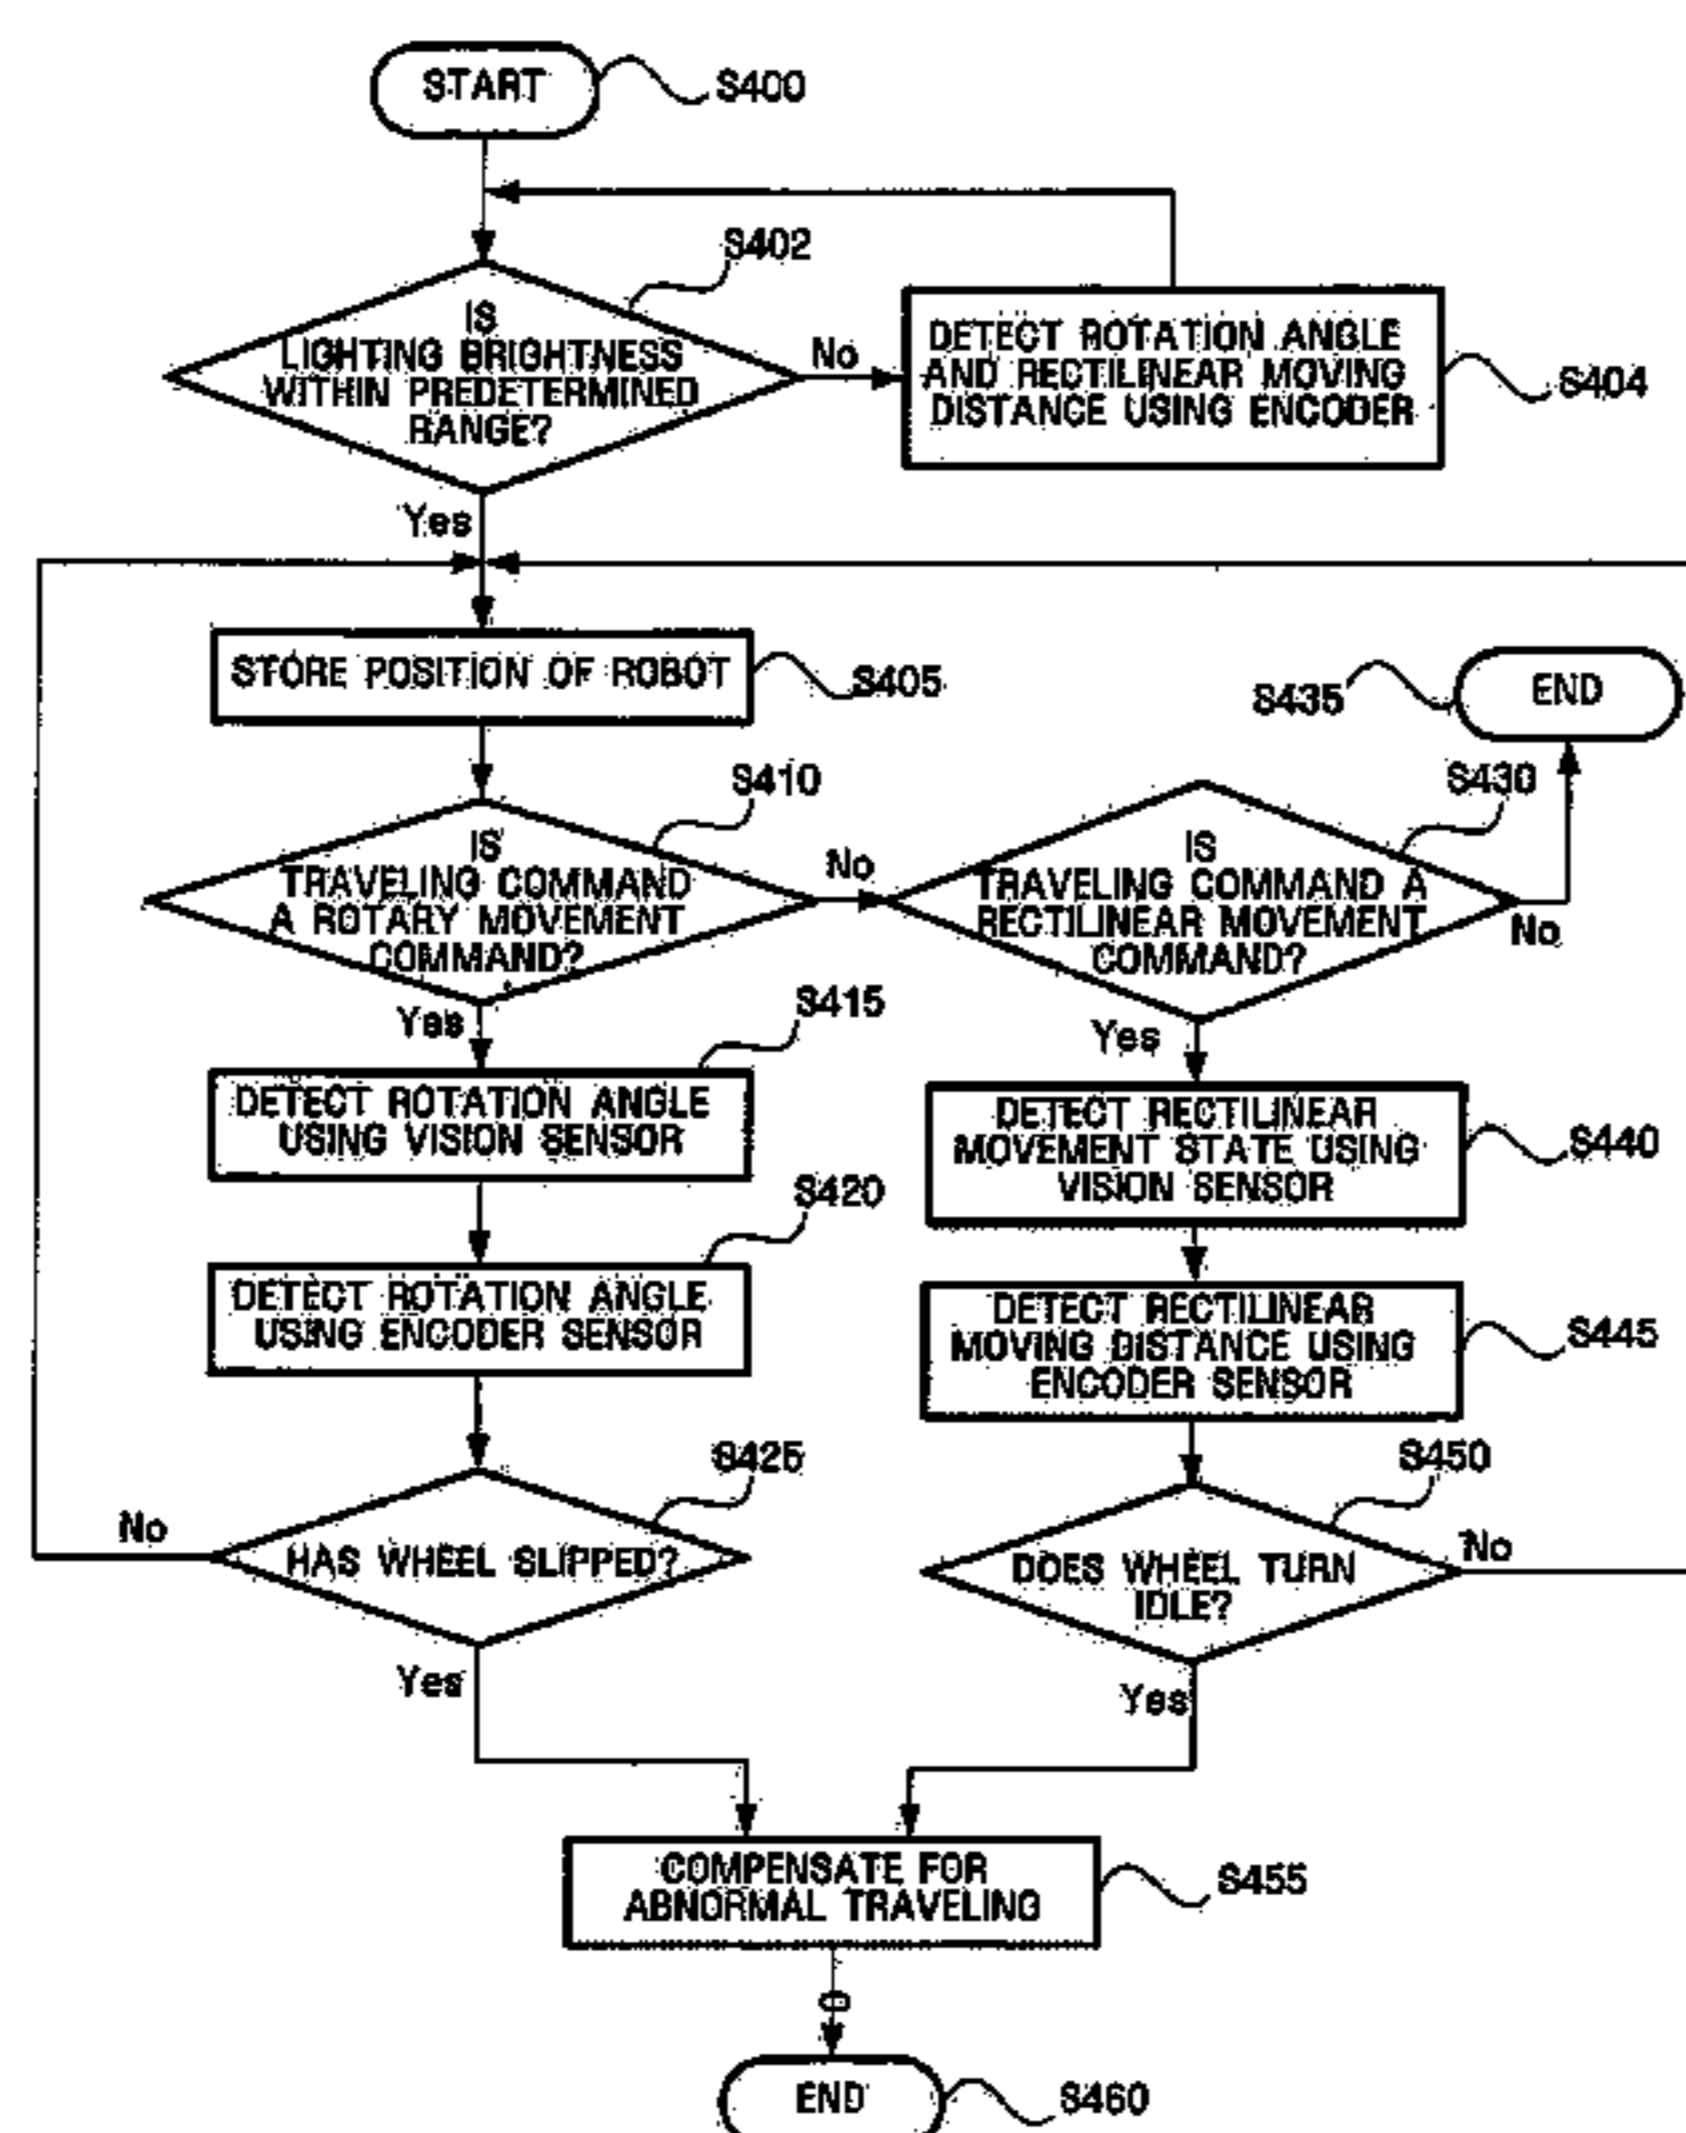 START
S400
S402
IS
LIGHTING BRIGHTNESS
WITHIN PREDETERMINED
RANGE?
No
DETECT ROTATION ANGLE
AND RECTILINEAR MOVING
DISTANCE USING ENCODER
S404
Yes
STORE POSITION OF ROBOT
S405
S435
END
S410
IS
TRAVELING COMMAND
A ROTARY MOVEMENT
COMMAND?
No
S430
IS
TRAVELING COMMAND A
RECTILINEAR MOVEMENT
COMMAND?
No
Yes
S415
DETECT ROTATION ANGLE
USING VISION SENSOR
Yes
DETECT RECTILINEAR
MOVEMENT STATE USING
VISION SENSOR
S440
S420
DETECT ROTATION ANGLE
USING ENCODER SENSOR
DETECT RECTILINEAR
MOVING DISTANCE USING
ENCODER SENSOR
S445
S425
HAS WHEEL SLIPPED?
No
Yes
S450
DOES WHEEL TURN
IDLE?
No
Yes
COMPENSATE FOR
ABNORMAL TRAVELING
S455
END
S460